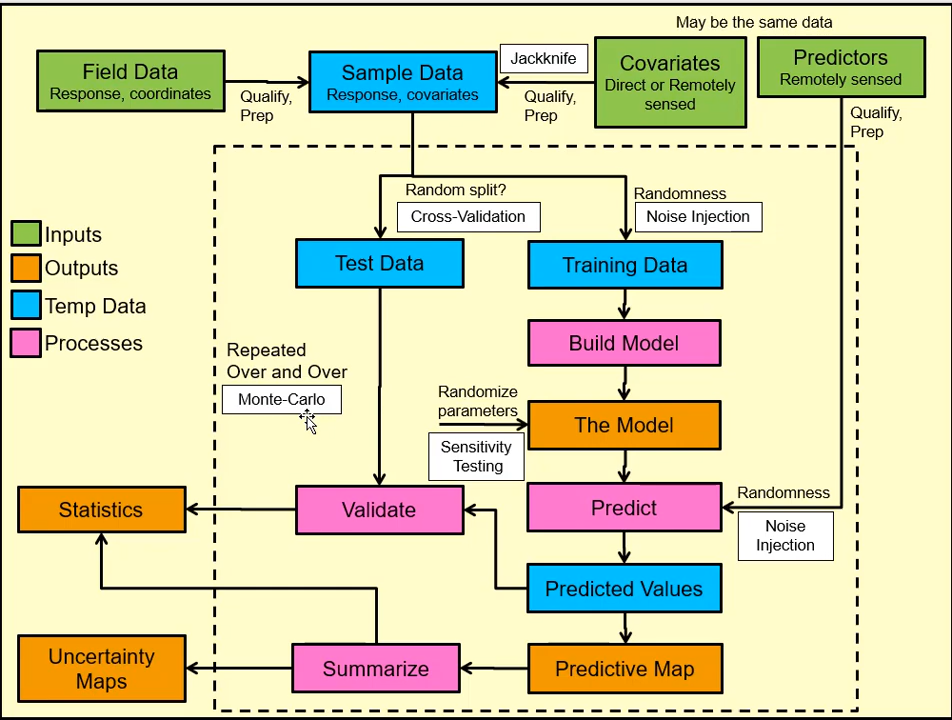 May be the same data
Field Data
Response, coordinates
Qualify,
Prep
Sample Data
Response, covariates
Jackknife
Qualify,
Prep
Covariates
Direct or Remotely
sensed
Predictors
Remotely sensed
Qualify,
Prep
Random split?
Cross-Validation
Randomness
Noise Injection
Inputs
Outputs
Temp Data
Processes
Test Data
Training Data
Build Model
Repeated
Over and Over
Monte-Carlo
Randomize
parameters
Sensitivity
Testing
The Model
Statistics
Validate
Predict
Randomness
Noise
Injection
Predicted Values
Uncertainty
Maps
Summarize
Predictive Map